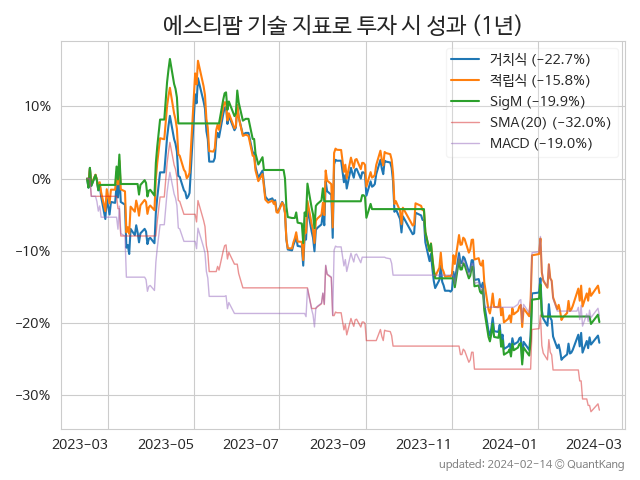 에스티팜 기술 지표로 투자 시 성과 (1년)
거치식 (−22.7%)
적립식 (−15.8%)
SigM (−19.9%)
SMA(20) (−32.0%)
MACD (−19.0%)
10%
0%
−10%
−20%
−30%
2023-03 2023-05 2023-07 2023-09 2023-11 2024-01 2024-03
updated: 2024-02-14 © QuantKang